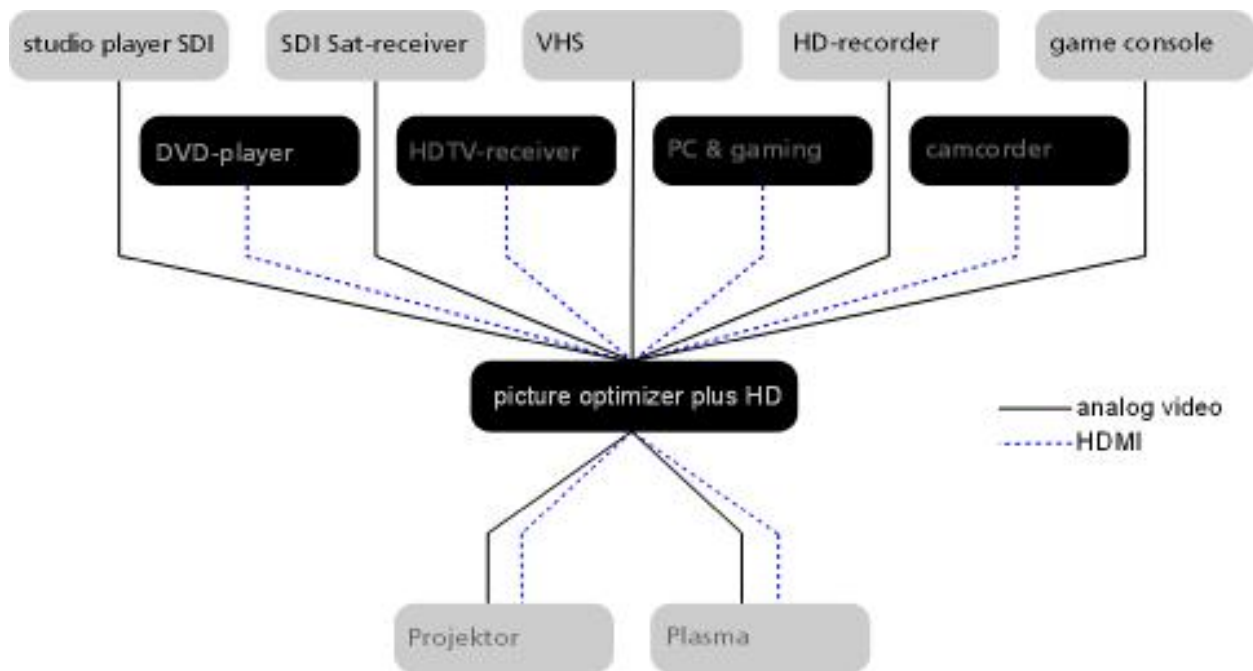 studio player SDI
SDI Sat-receiver
VHS
HD-recorder
game console
DVD-player
HDTV-receiver
PC & gaming
camcorder
picture optimizer plus HD
analog video
HDMI
Projektor
Plasma